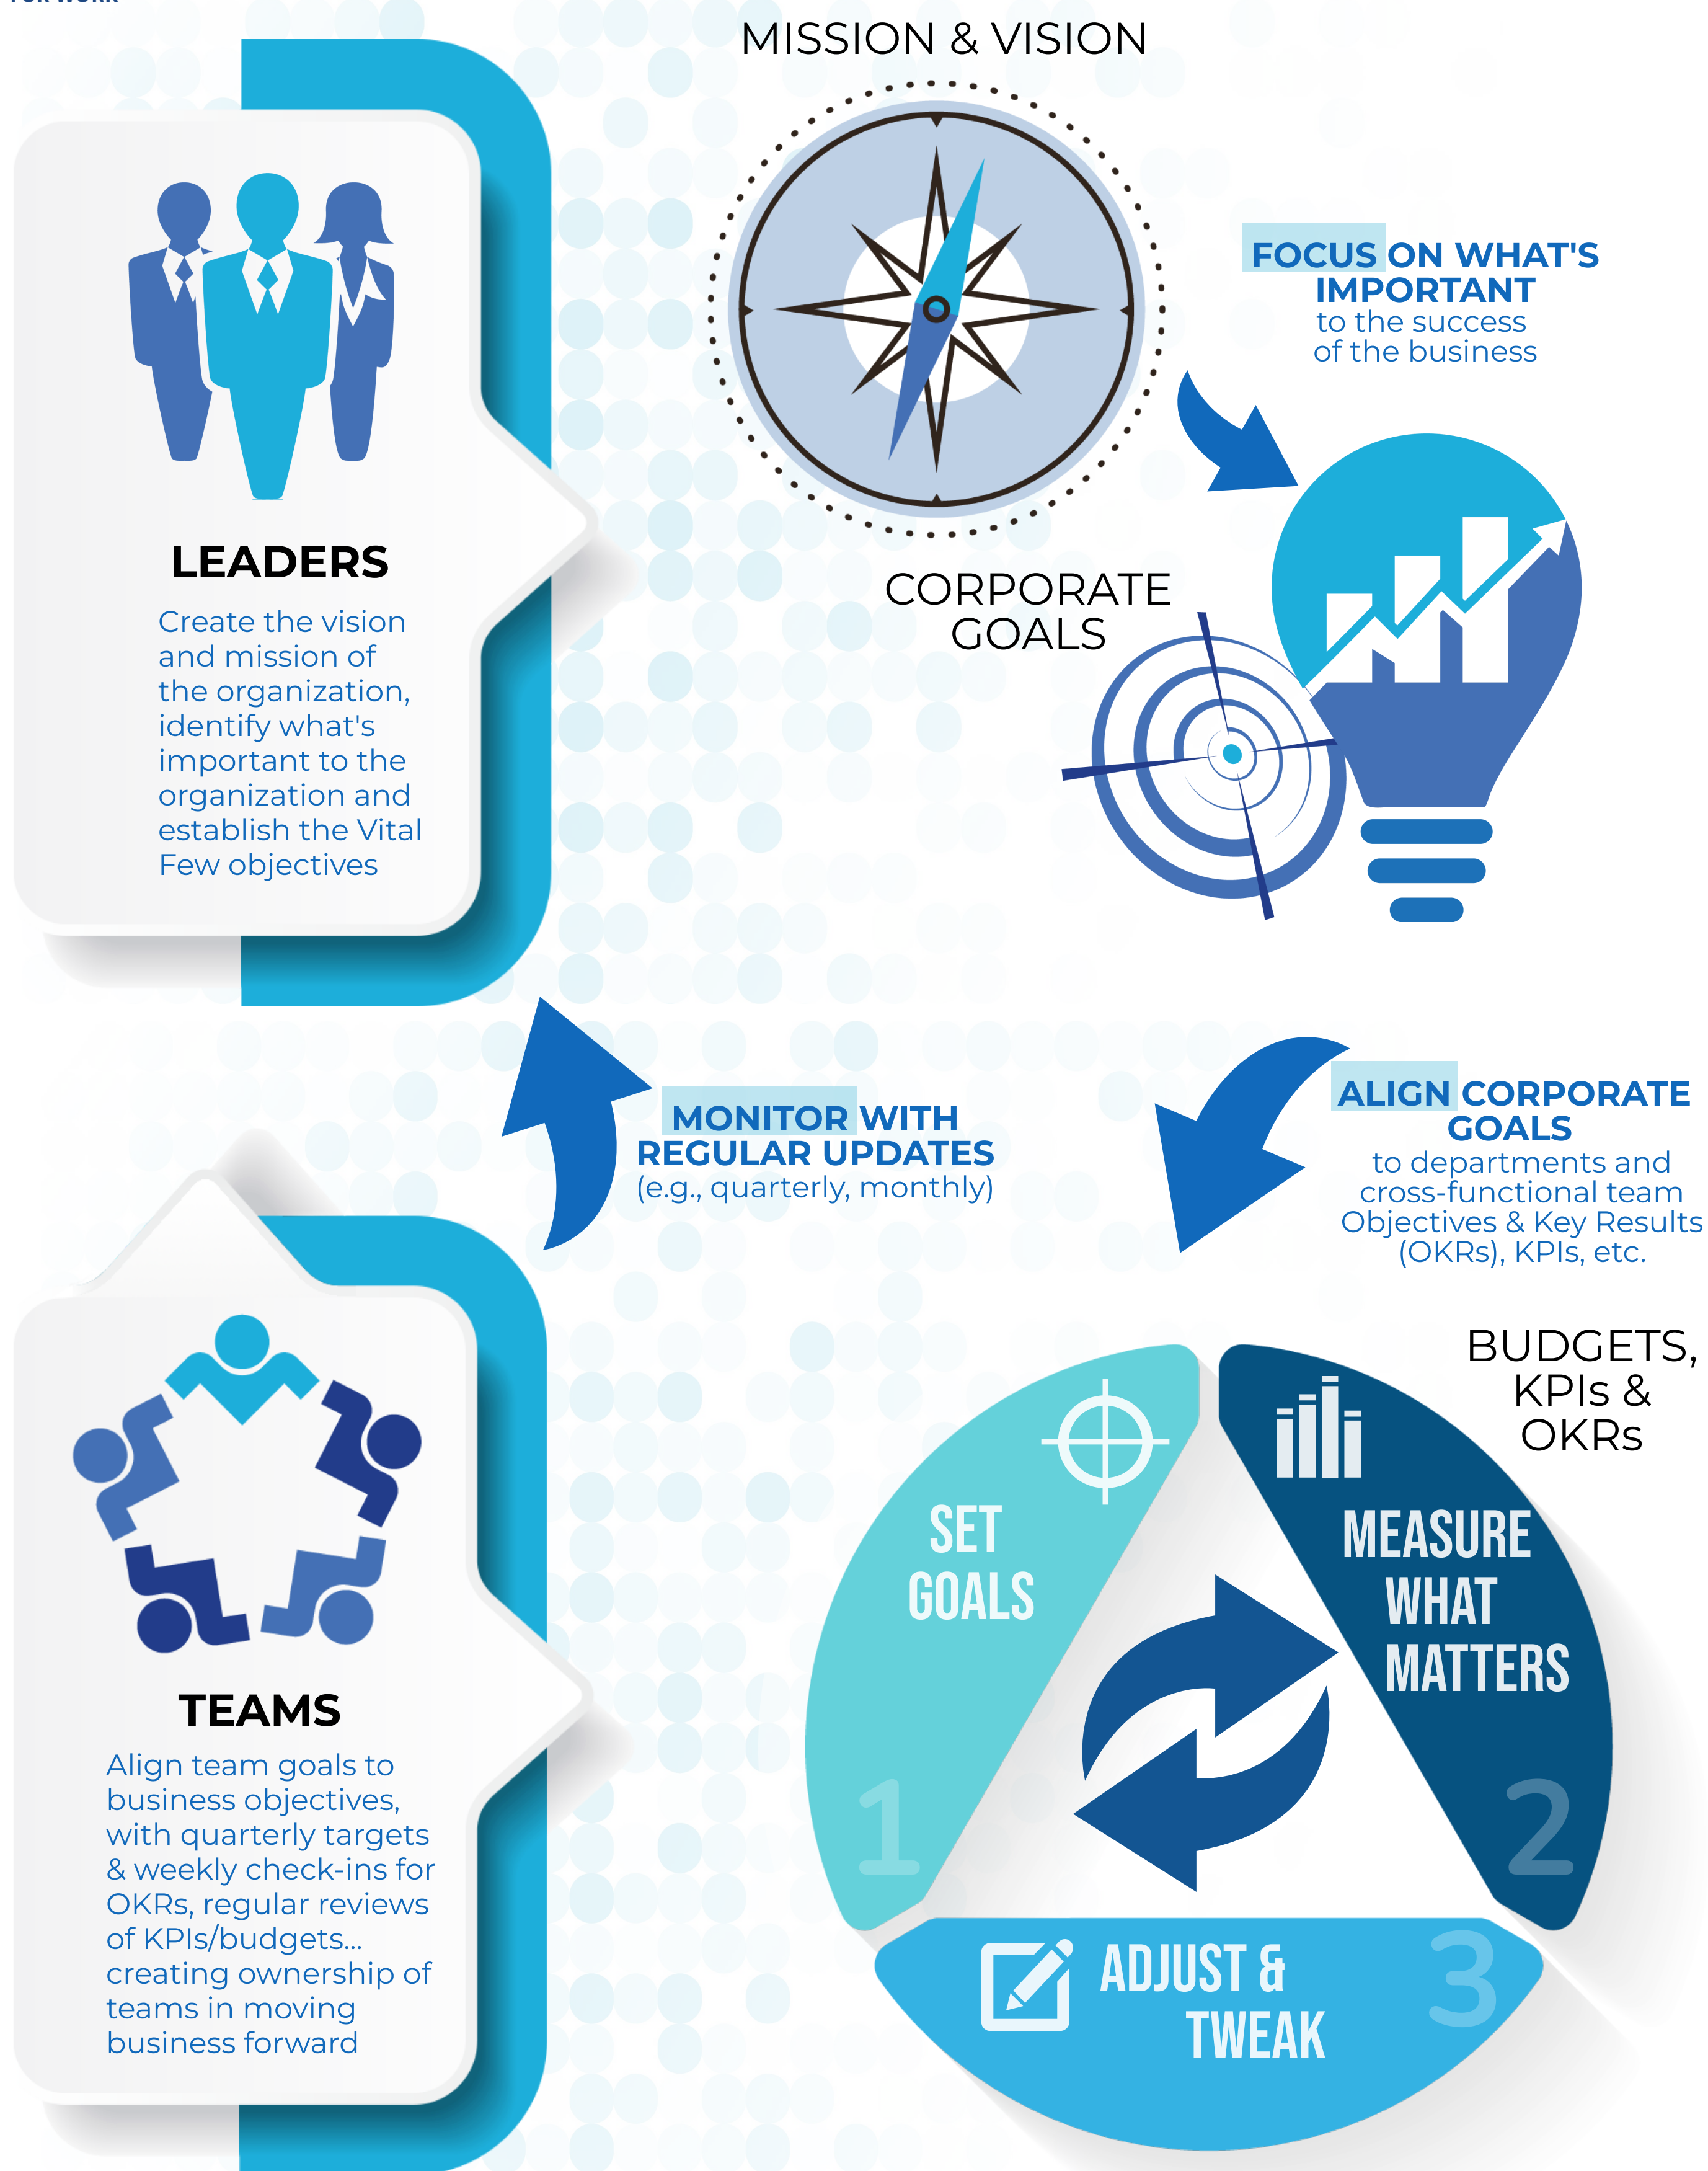 FOR WORK
MISSION & VISION
FOCUS ON WHAT'S
IMPORTANT
to the success
of the business
LEADERS
Create the vision
and mission of
the organization,
identify what's
important to the
organization and
establish the Vital
Few objectives
CORPORATE
GOALS
MONITOR WITH
REGULAR UPDATES
(e.g., quarterly, monthly)
ALIGN CORPORATE
GOALS
to departments and
cross-functional team
Objectives & Key Results
(OKRs), KPIs, etc.
TEAMS
Align team goals to
business objectives,
with quarterly targets
& weekly check-ins for
OKRs, regular reviews
of KPIs/budgets...
creating ownership of
teams in moving
business forward
BUDGETS,
KPIs &
OKRs
SET
GOALS
1
MEASURE
WHAT
MATTERS
2
ADJUST &
TWEAK
3